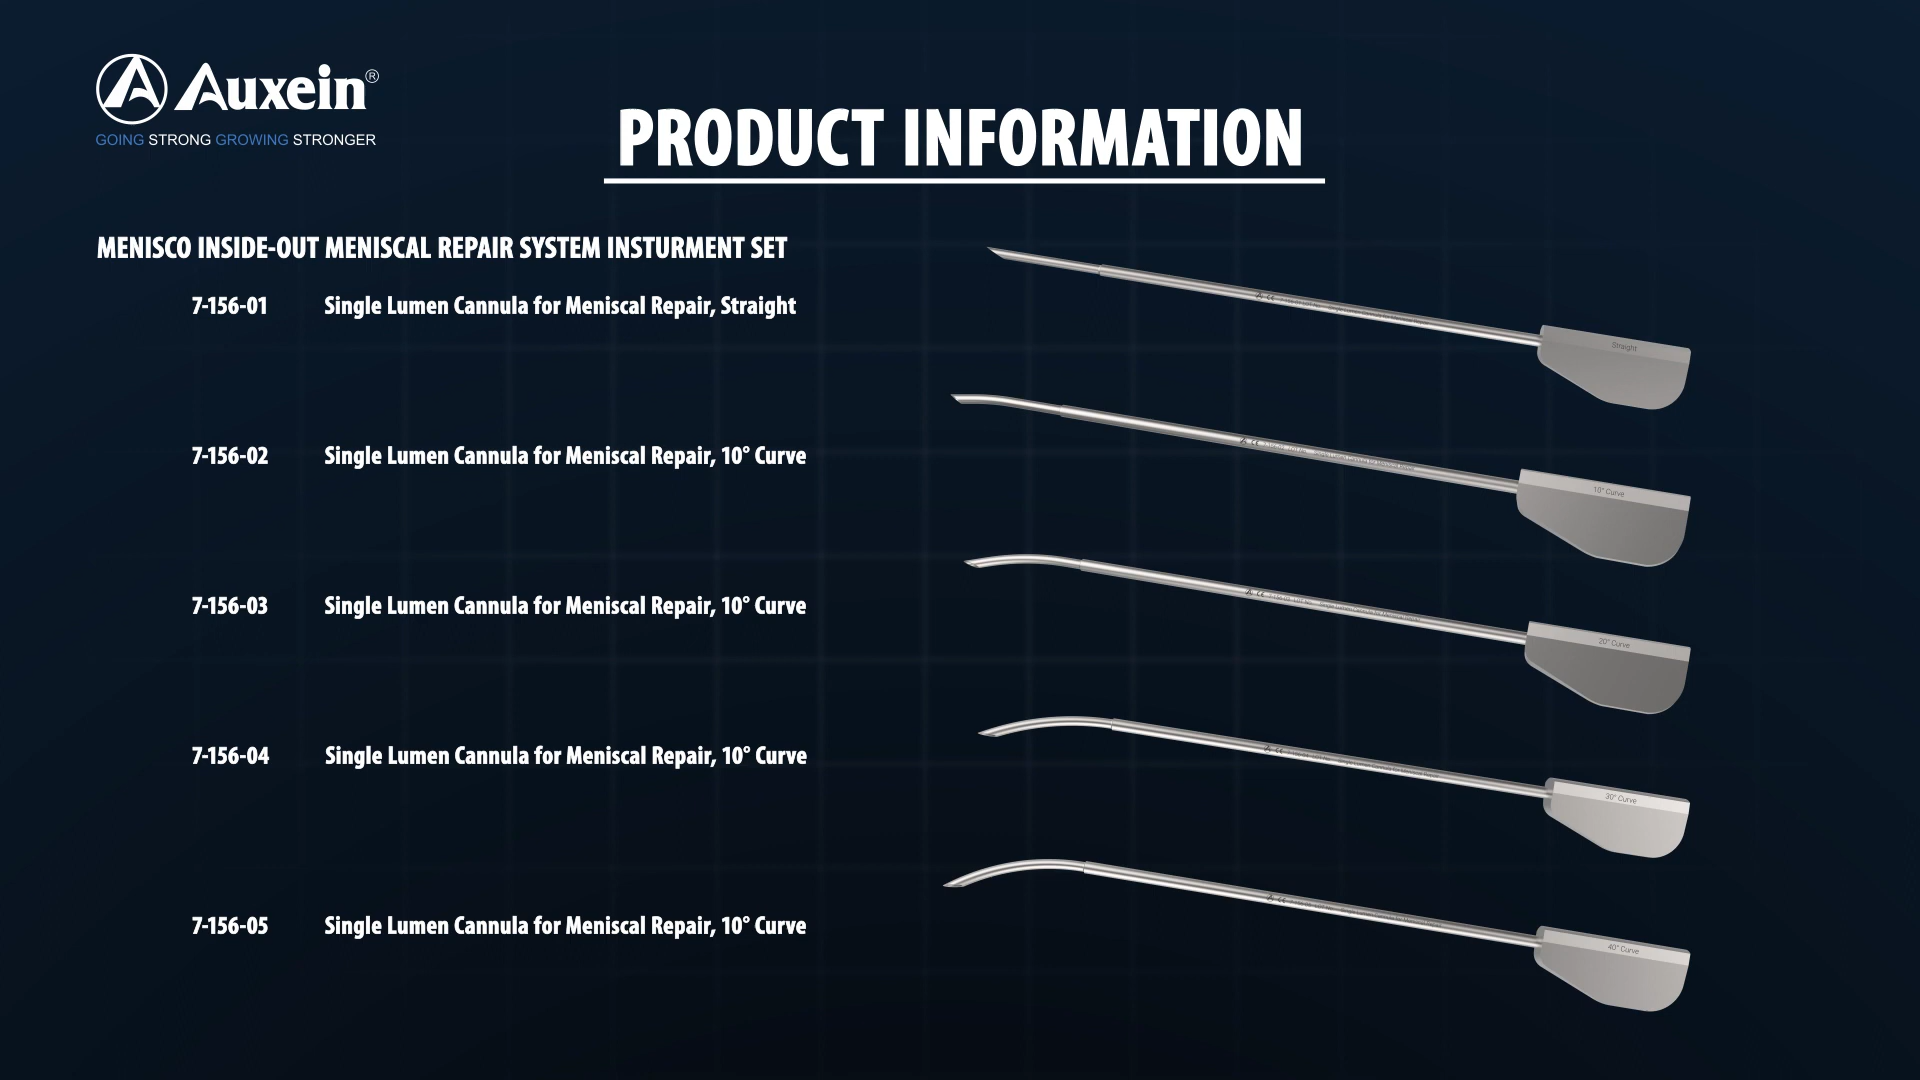 Auxein®
GOING STRONG GROWING STRONGER
PRODUCT INFORMATION
MENISCO INSIDE-OUT MENISCAL REPAIR SYSTEM INSTURMENT SET
7-156-01 Single Lumen Cannula for Meniscal Repair, Straight
Straight
7-156-02 Single Lumen Cannula for Meniscal Repair, 10° Curve
10° Curve
7-156-03 Single Lumen Cannula for Meniscal Repair, 10° Curve
20° Curve
7-156-04 Single Lumen Cannula for Meniscal Repair, 10° Curve
30° Curve
7-156-05 Single Lumen Cannula for Meniscal Repair, 10° Curve
40° Curve